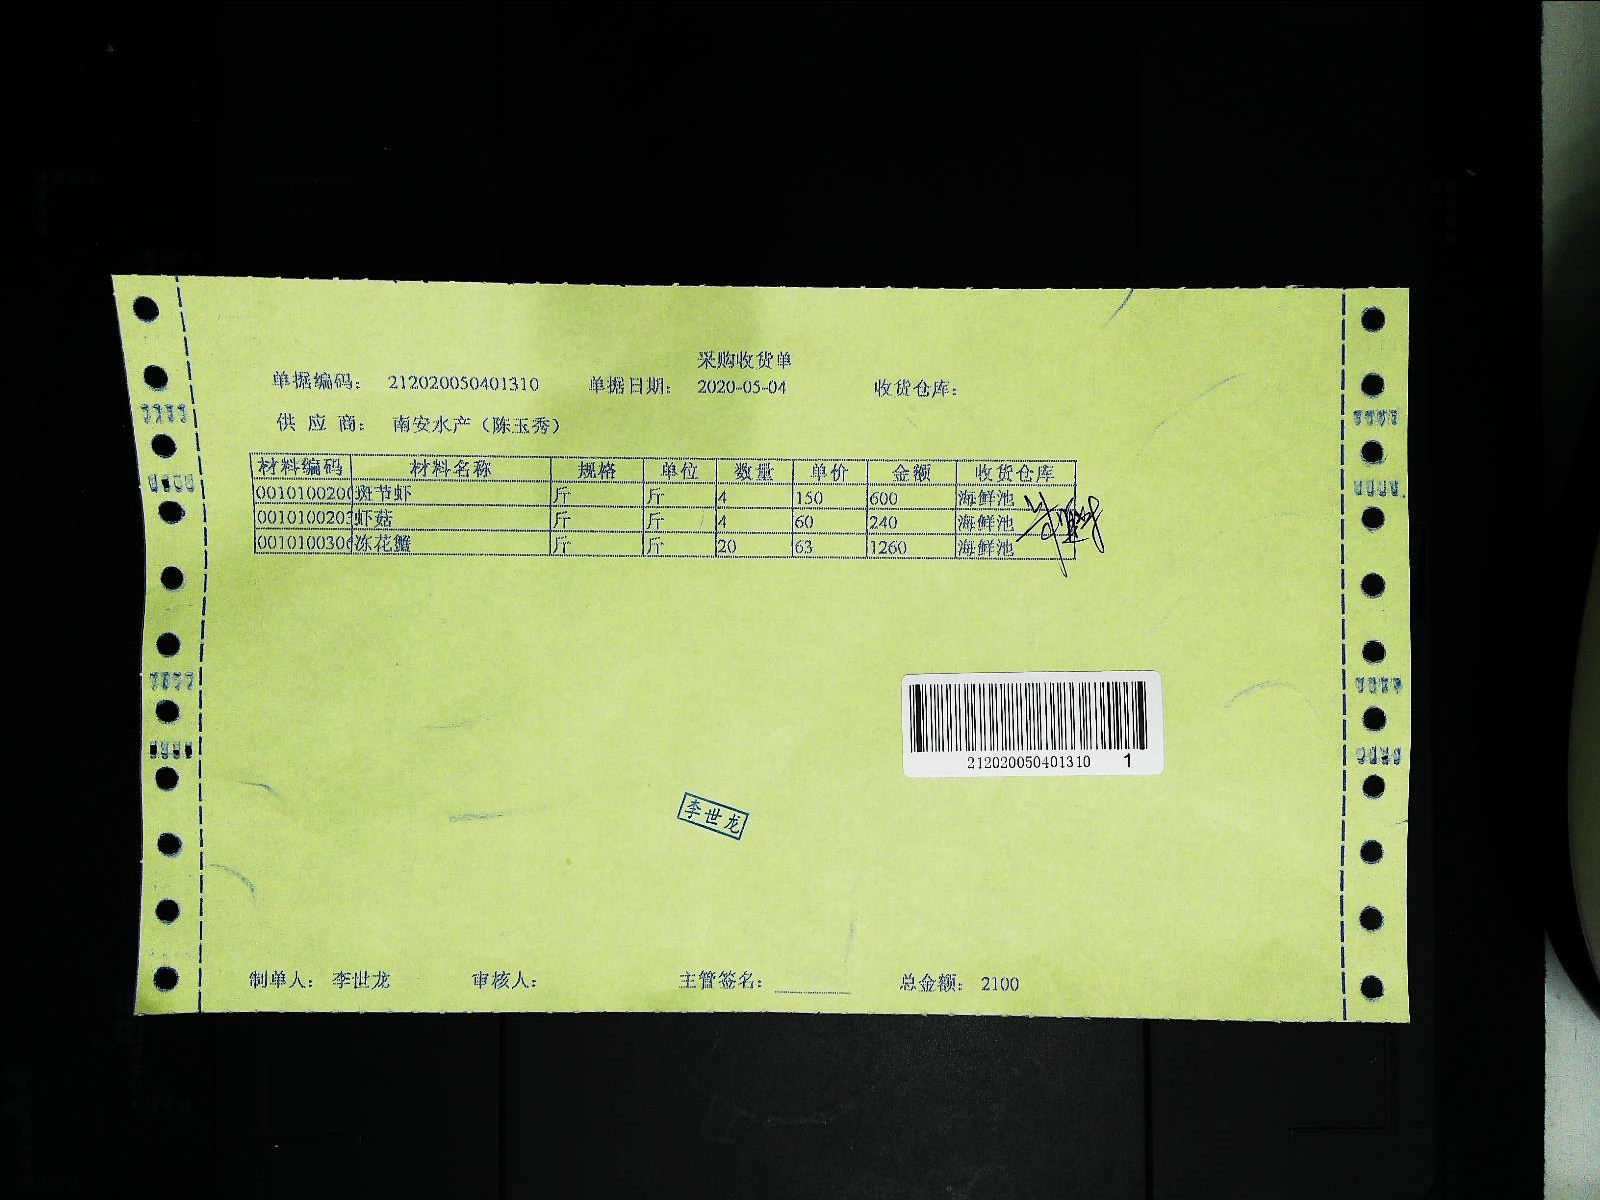 采购收货单
单据编码： 212020050401310 单据日期： 2020-05-04 收货仓库：
供 应 商： 南安水产（陈玉秀）
材料编码 材料名称 规格 单位 数量 单价 金额 收货仓库
0010100200 斑节虾 斤 斤 4 150 600 海鲜池
0010100203 虾菇 斤 斤 4 60 240 海鲜池
0010100306 冻花蟹 斤 斤 20 63 1260 海鲜池
212020050401310 1
李世龙
制单人： 李世龙 审核人： 主管签名： 总金额： 2100